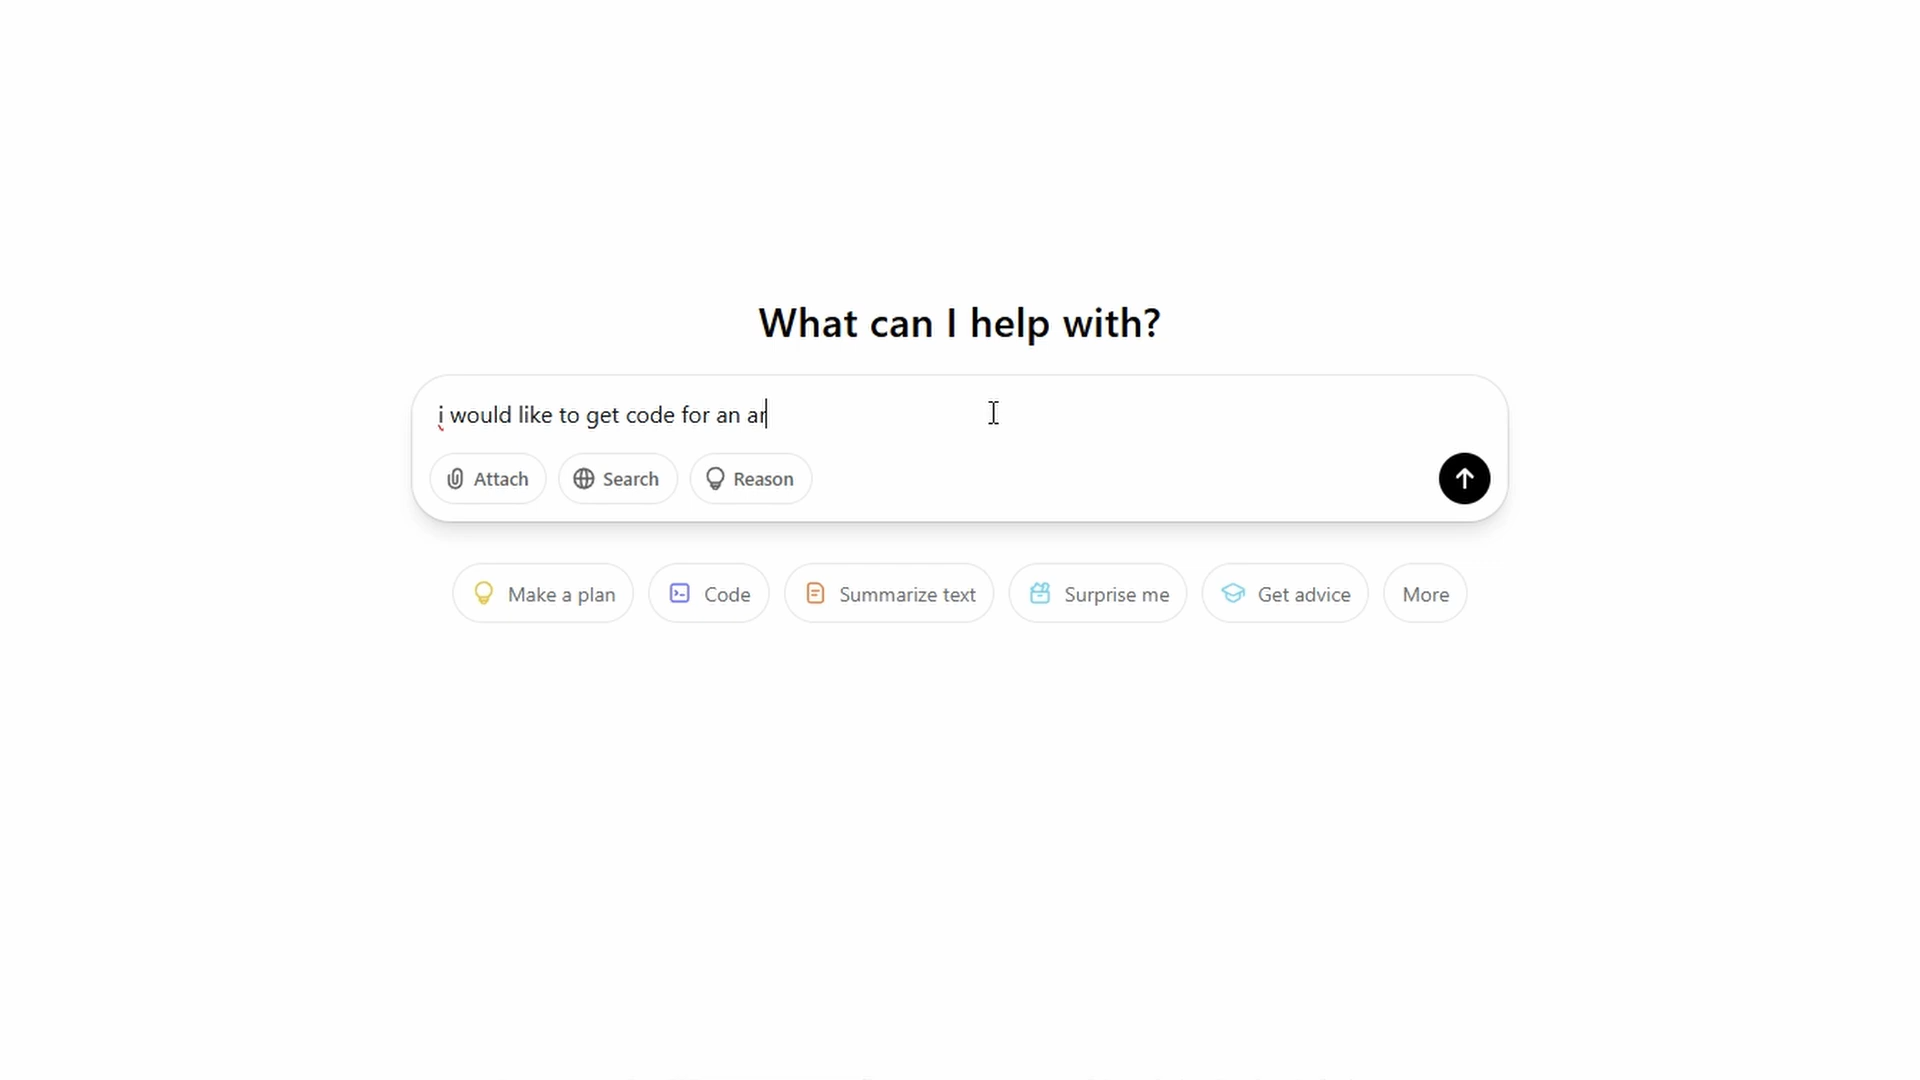 What can I help with?
i would like to get code for an ar
Attach Search Reason
Make a plan Code Summarize text Surprise me Get advice More